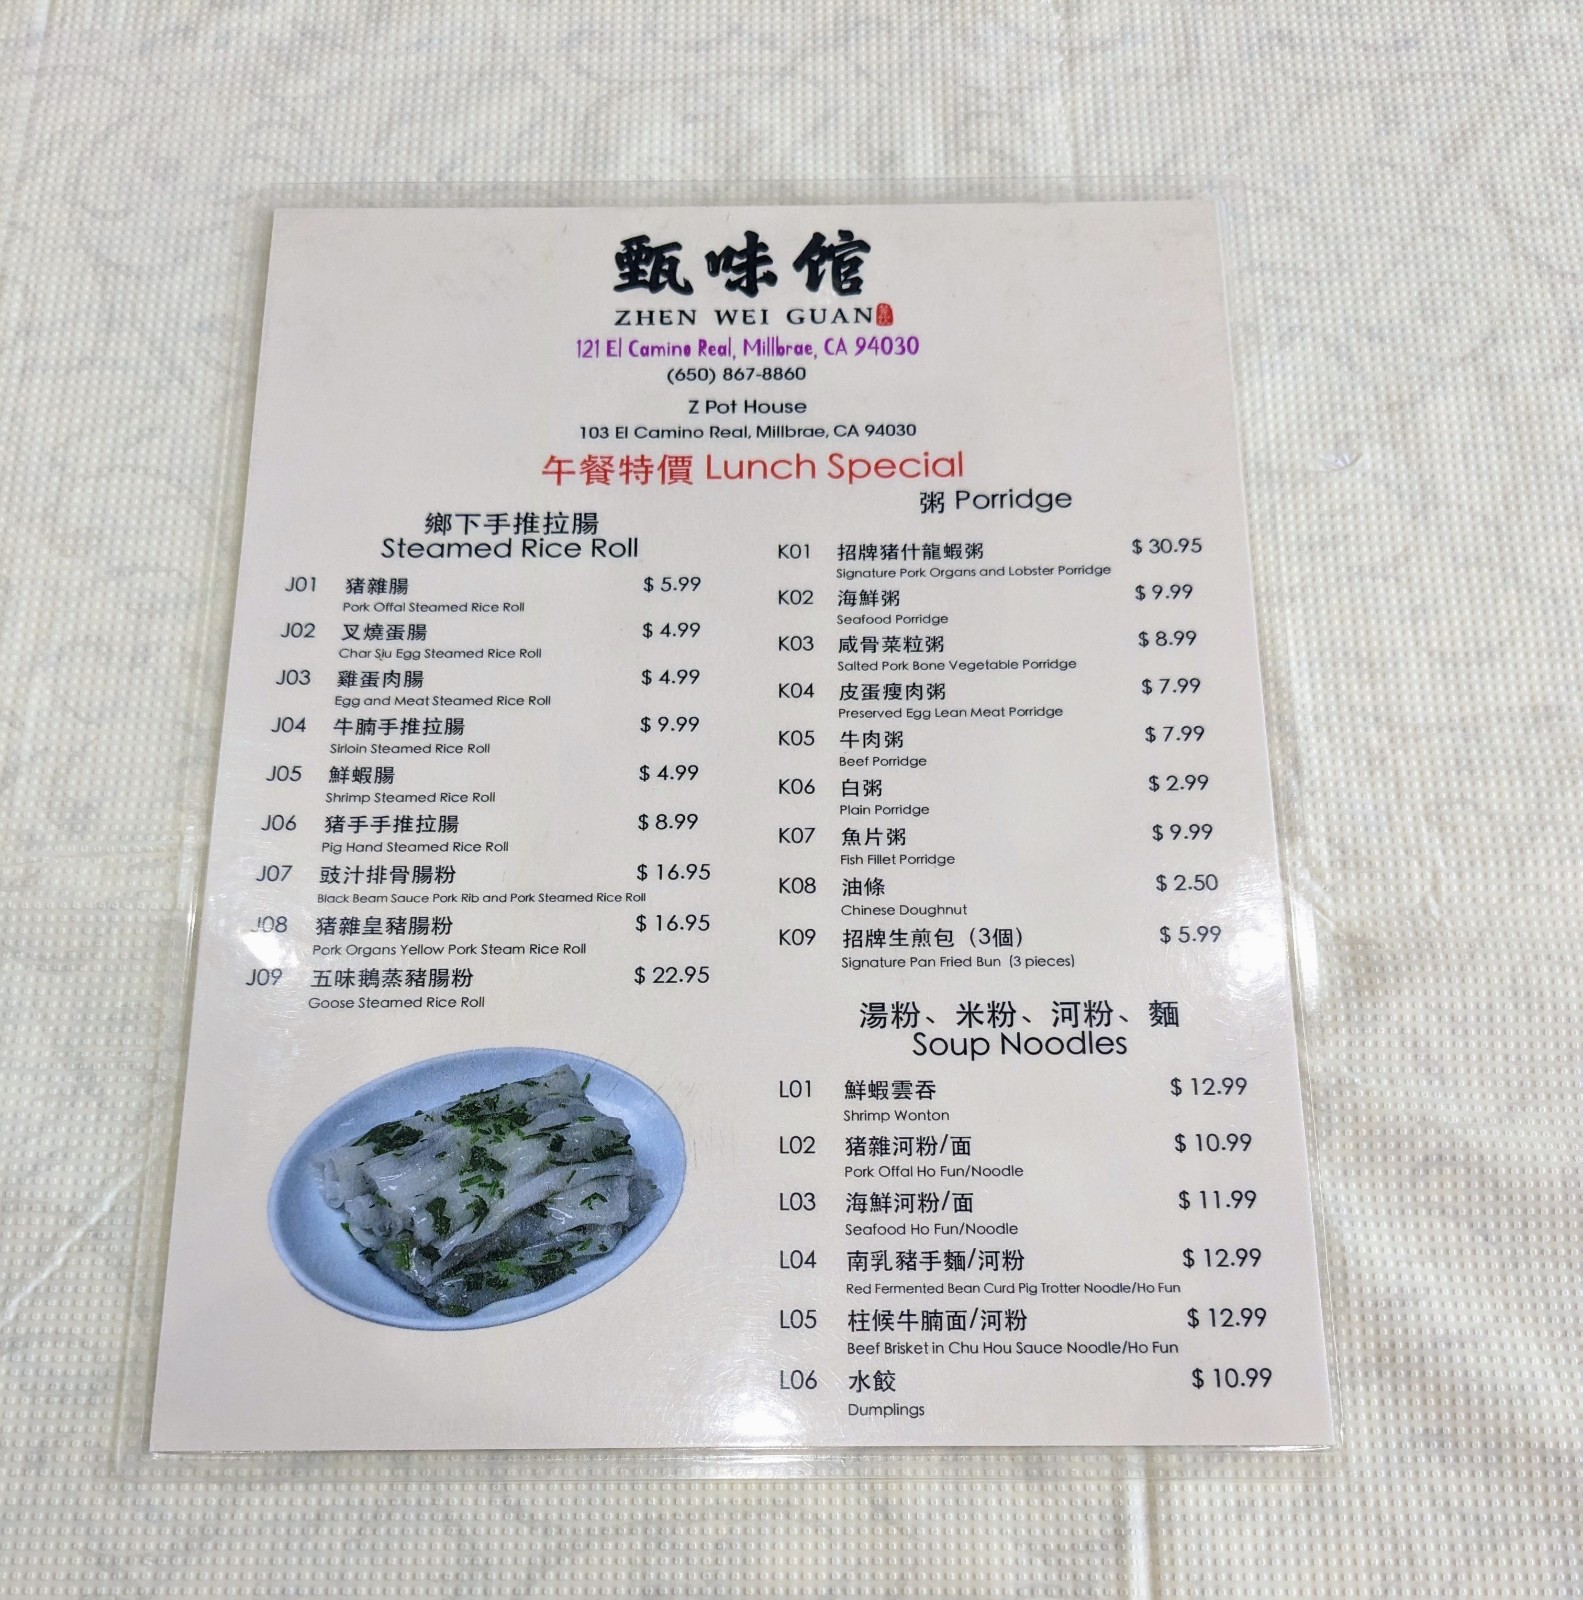 甄味馆
ZHEN WEI GUAN
121 El Camino Real, Millbrae, CA 94030
(650) 867-8860
Z Pot House
103 El Camino Real, Millbrae, CA 94030
午餐特價 Lunch Special
鄉下手推拉腸
Steamed Rice Roll
J01 猪雜腸 $ 5.99
Pork Offal Steamed Rice Roll
J02 叉燒蛋腸 $ 4.99
Char Siu Egg Steamed Rice Roll
J03 雞蛋肉腸 $ 4.99
Egg and Meat Steamed Rice Roll
J04 牛腩手推拉腸 $ 9.99
Sirloin Steamed Rice Roll
J05 鮮蝦腸 $ 4.99
Shrimp Steamed Rice Roll
J06 猪手手推拉腸 $ 8.99
Pig Hand Steamed Rice Roll
J07 豉汁排骨腸粉 $ 16.95
Black Beam Sauce Pork Rib and Pork Steamed Rice Roll
J08 猪雜皇豬腸粉 $ 16.95
Pork Organs Yellow Pork Steam Rice Roll
J09 五味鵝蒸豬腸粉 $ 22.95
Goose Steamed Rice Roll
粥 Porridge
K01 招牌猪什龍蝦粥 $ 30.95
Signature Pork Organs and Lobster Porridge
K02 海鮮粥 $ 9.99
Seafood Porridge
K03 咸骨菜粒粥 $ 8.99
Salted Pork Bone Vegetable Porridge
K04 皮蛋瘦肉粥 $ 7.99
Preserved Egg Lean Meat Porridge
K05 牛肉粥 $ 7.99
Beef Porridge
K06 白粥 $ 2.99
Plain Porridge
K07 魚片粥 $ 9.99
Fish Fillet Porridge
K08 油條 $ 2.50
Chinese Doughnut
K09 招牌生煎包 (3個) $ 5.99
Signature Pan Fried Bun (3 pieces)
湯粉、米粉、河粉、麵
Soup Noodles
L01 鮮蝦雲吞 $ 12.99
Shrimp Wonton
L02 猪雜河粉/面 $ 10.99
Pork Offal Ho Fun/Noodle
L03 海鮮河粉/面 $ 11.99
Seafood Ho Fun/Noodle
L04 南乳豬手麵/河粉 $ 12.99
Red Fermented Bean Curd Pig Trotter Noodle/Ho Fun
L05 柱候牛腩面/河粉 $ 12.99
Beef Brisket in Chu Hou Sauce Noodle/Ho Fun
L06 水餃 $ 10.99
Dumplings